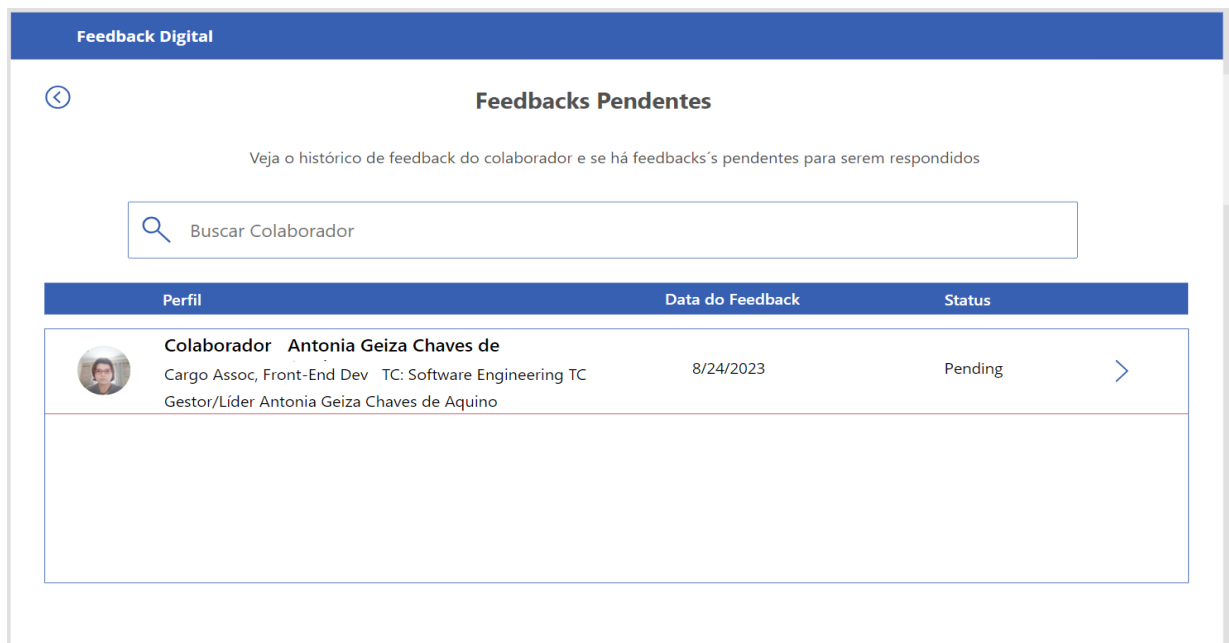 Feedback Digital
Feedbacks Pendentes
Veja o histórico de feedback do colaborador e se há feedbacks´s pendentes para serem respondidos
Buscar Colaborador
Perfil Data do Feedback Status
Colaborador Antonia Geiza Chaves de
Cargo Assoc, Front-End Dev TC: Software Engineering TC 8/24/2023 Pending
Gestor/Líder Antonia Geiza Chaves de Aquino